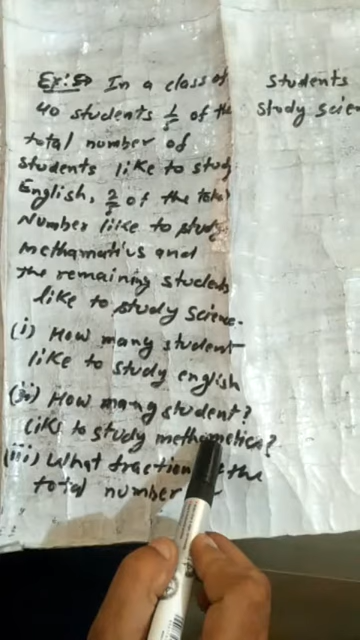 Ex:5→ In a class of
40 students 1/5 of the
total number of
students like to study
English, 2/5 of the total
Number like to study
methamatius and
the remaining students
like to study science.
(i) How many student
like to study english
(ii) How many student?
like to study methametics?
(iii) What fraction the
total number
students
study scien